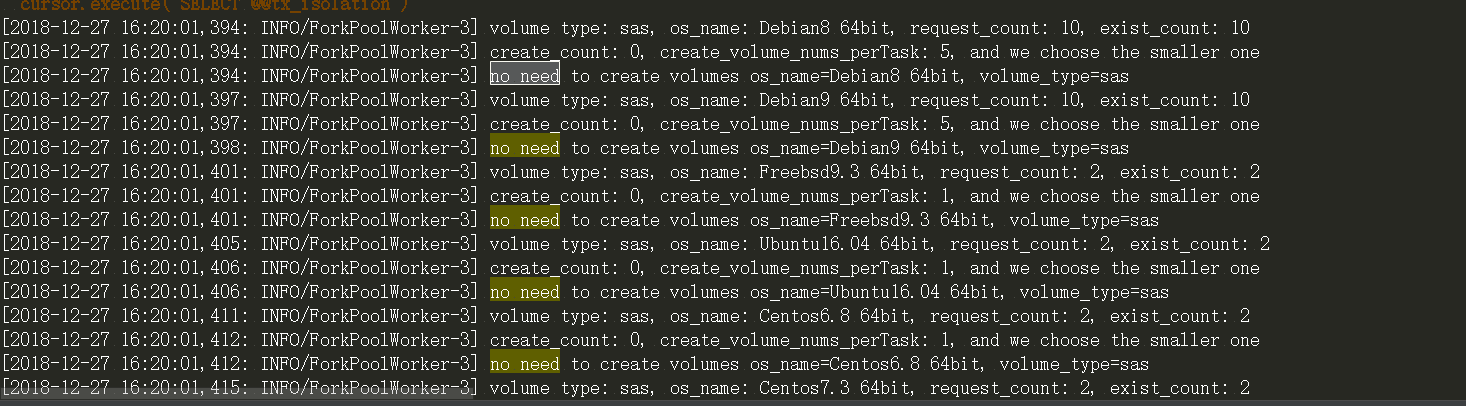 cursor.execute('SELECT @@tx_isolation')
[2018-12-27 16:20:01,394: INFO/ForkPoolWorker-3] volume type: sas, os_name: Debian8 64bit, request_count: 10, exist_count: 10
[2018-12-27 16:20:01,394: INFO/ForkPoolWorker-3] create_count: 0, create_volume_nums_perTask: 5, and we choose the smaller one
[2018-12-27 16:20:01,394: INFO/ForkPoolWorker-3] no need to create volumes os_name=Debian8 64bit, volume_type=sas
[2018-12-27 16:20:01,397: INFO/ForkPoolWorker-3] volume type: sas, os_name: Debian9 64bit, request_count: 10, exist_count: 10
[2018-12-27 16:20:01,397: INFO/ForkPoolWorker-3] create_count: 0, create_volume_nums_perTask: 5, and we choose the smaller one
[2018-12-27 16:20:01,398: INFO/ForkPoolWorker-3] no need to create volumes os_name=Debian9 64bit, volume_type=sas
[2018-12-27 16:20:01,401: INFO/ForkPoolWorker-3] volume type: sas, os_name: Freebsd9.3 64bit, request_count: 2, exist_count: 2
[2018-12-27 16:20:01,401: INFO/ForkPoolWorker-3] create_count: 0, create_volume_nums_perTask: 1, and we choose the smaller one
[2018-12-27 16:20:01,401: INFO/ForkPoolWorker-3] no need to create volumes os_name=Freebsd9.3 64bit, volume_type=sas
[2018-12-27 16:20:01,405: INFO/ForkPoolWorker-3] volume type: sas, os_name: Ubuntu16.04 64bit, request_count: 2, exist_count: 2
[2018-12-27 16:20:01,406: INFO/ForkPoolWorker-3] create_count: 0, create_volume_nums_perTask: 1, and we choose the smaller one
[2018-12-27 16:20:01,406: INFO/ForkPoolWorker-3] no need to create volumes os_name=Ubuntu16.04 64bit, volume_type=sas
[2018-12-27 16:20:01,411: INFO/ForkPoolWorker-3] volume type: sas, os_name: Centos6.8 64bit, request_count: 2, exist_count: 2
[2018-12-27 16:20:01,412: INFO/ForkPoolWorker-3] create_count: 0, create_volume_nums_perTask: 1, and we choose the smaller one
[2018-12-27 16:20:01,412: INFO/ForkPoolWorker-3] no need to create volumes os_name=Centos6.8 64bit, volume_type=sas
[2018-12-27 16:20:01,415: INFO/ForkPoolWorker-3] volume type: sas, os_name: Centos7.3 64bit, request_count: 2, exist_count: 2